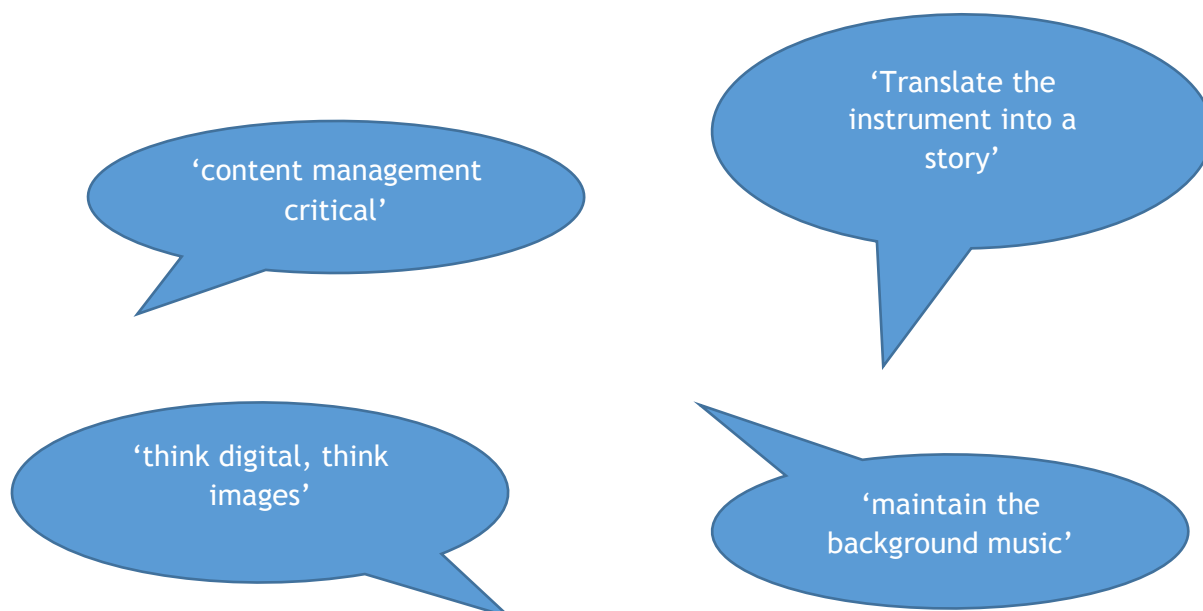 ‘content management
critical’
‘Translate the
instrument into a
story’
‘think digital, think
images’
‘maintain the
background music’